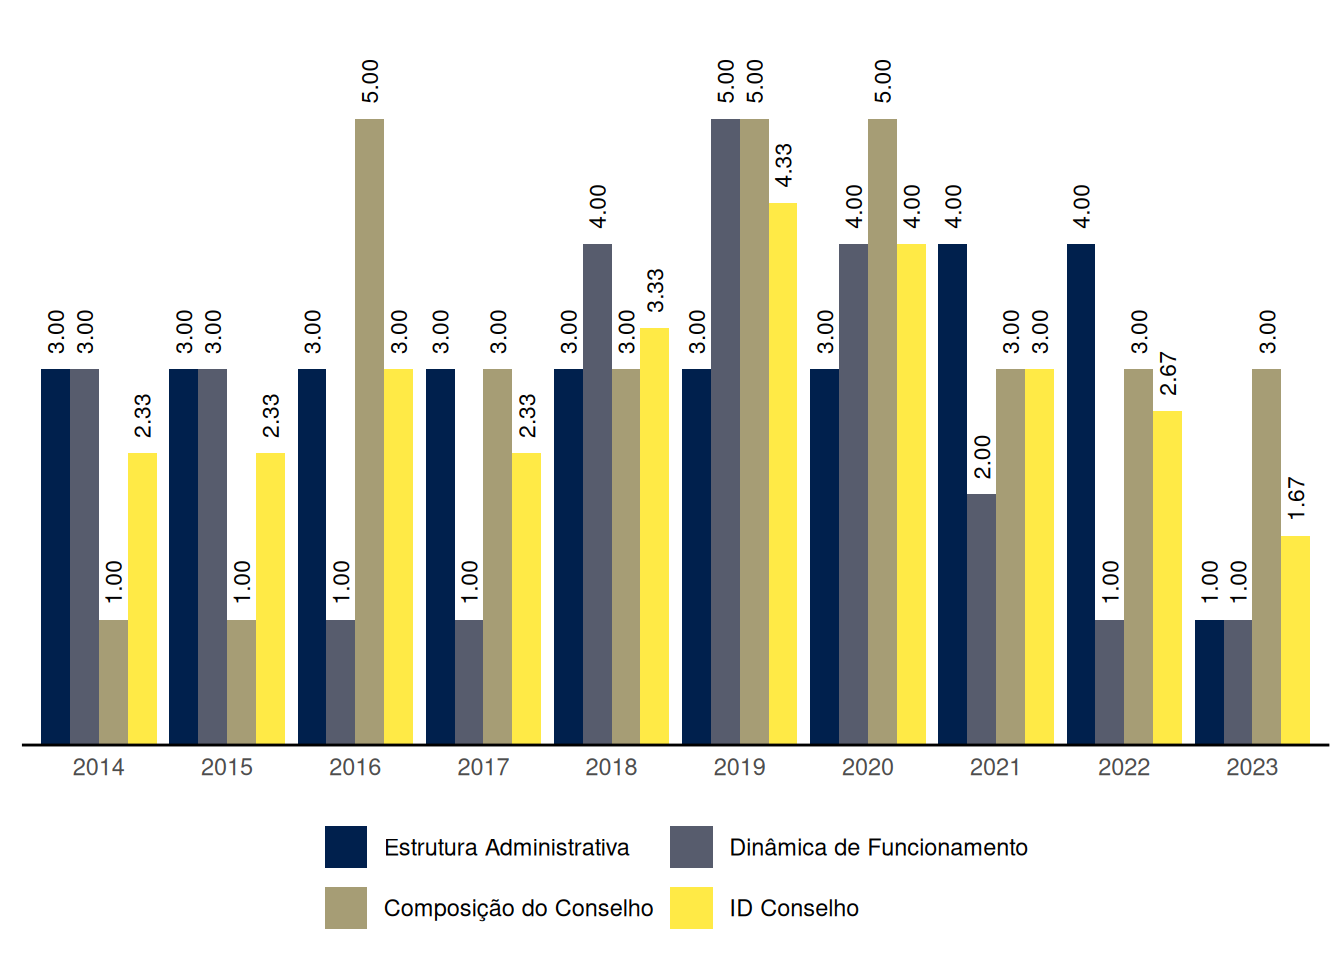 3.00 3.00 1.00 2.33
3.00 3.00 1.00 2.33
3.00 1.00 5.00 3.00
3.00 1.00 3.00 2.33
3.00 4.00 3.00 3.33
3.00 5.00 5.00 4.33
3.00 4.00 5.00 4.00
4.00 2.00 3.00 3.00
4.00 1.00 3.00 2.67
1.00 1.00 3.00 1.67
2014 2015 2016 2017 2018 2019 2020 2021 2022 2023
Estrutura Administrativa Dinâmica de Funcionamento
Composição do Conselho ID Conselho